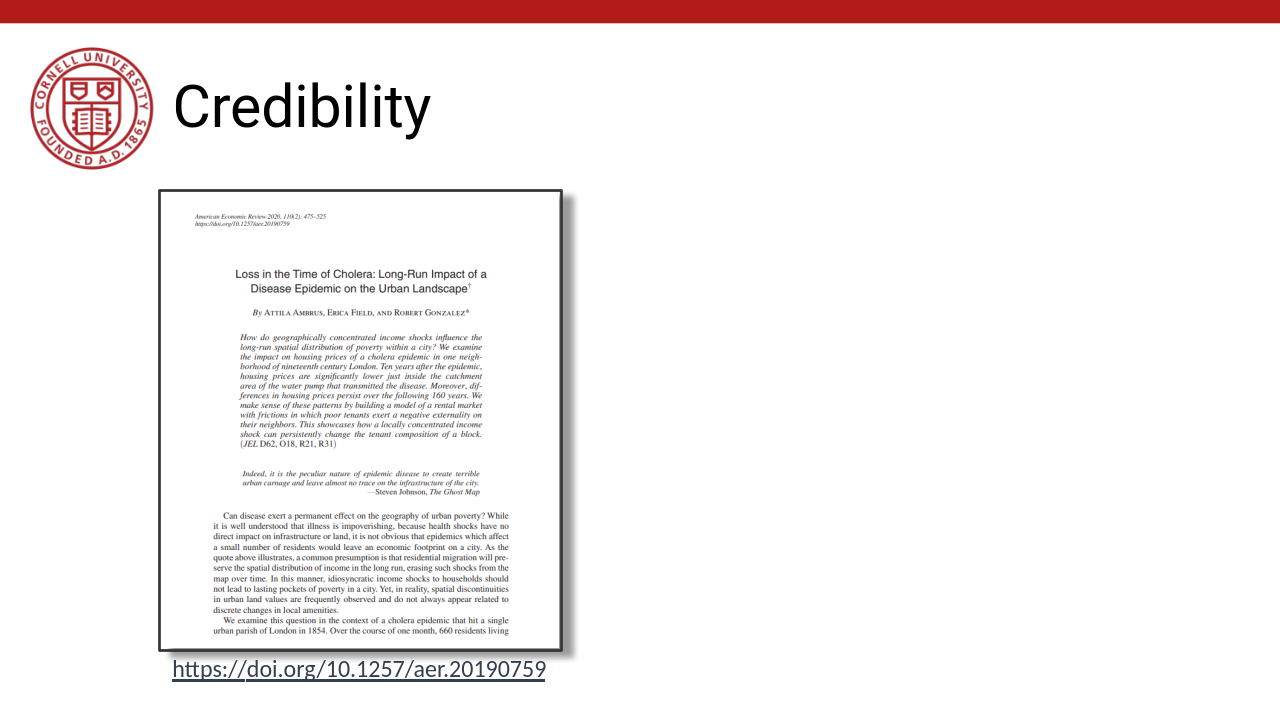 CORNELL UNIVERSITY
FOUNDED A.D. 1865
Credibility
American Economic Review 2020, 110(2): 475–525
https://doi.org/10.1257/aer.20190759
Loss in the Time of Cholera: Long-Run Impact of a
Disease Epidemic on the Urban Landscape†
By Attila Ambrus, Erica Field, and Robert Gonzalez*
How do geographically concentrated income shocks influence the
long-run spatial distribution of poverty within a city? We examine
the impact on housing prices of a cholera epidemic in one neigh-
borhood of nineteenth century London. Ten years after the epidemic,
housing prices are significantly lower just inside the catchment
area of the water pump that transmitted the disease. Moreover, dif-
ferences in housing prices persist over the following 160 years. We
make sense of these patterns by building a model of a rental market
with frictions in which poor tenants exert a negative externality on
their neighbors. This showcases how a locally concentrated income
shock can persistently change the tenant composition of a block.
(JEL D62, O18, R21, R31)
Indeed, it is the peculiar nature of epidemic disease to create terrible
urban carnage and leave almost no trace on the infrastructure of the city.
—Steven Johnson, The Ghost Map
Can disease exert a permanent effect on the geography of urban poverty? While
it is well understood that illness is impoverishing, because health shocks have no
direct impact on infrastructure or land, it is not obvious that epidemics which affect
a small number of residents would leave an economic footprint on a city. As the
quote above illustrates, a common presumption is that residential migration will pre-
serve the spatial distribution of income in the long run, erasing such shocks from the
map over time. In this manner, idiosyncratic income shocks to households should
not lead to lasting pockets of poverty in a city. Yet, in reality, spatial discontinuities
in urban land values are frequently observed and do not always appear related to
discrete changes in local amenities.
We examine this question in the context of a cholera epidemic that hit a single
urban parish of London in 1854. Over the course of one month, 660 residents living
https://doi.org/10.1257/aer.20190759